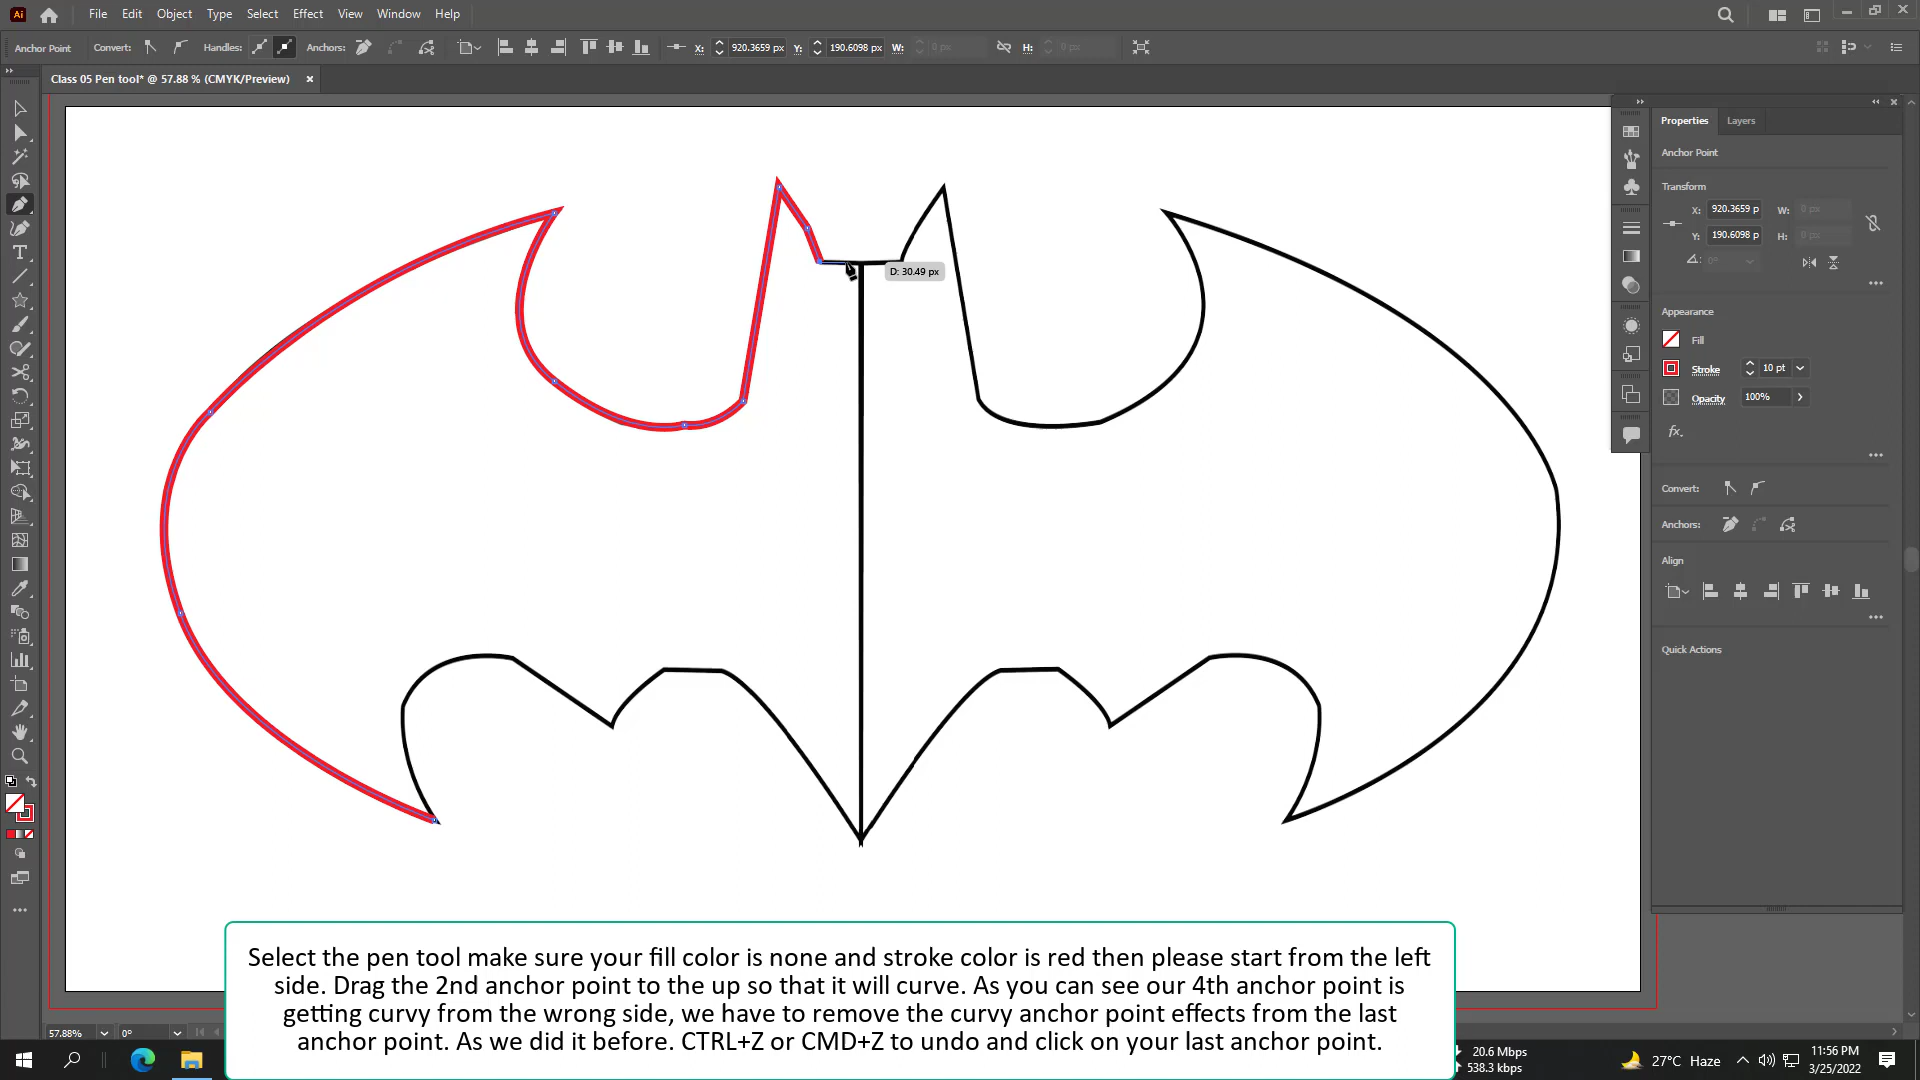 Ai File Edit Object Type Select Effect View Window Help
Anchor Point Convert: Handles: Anchors: X: 920.3659 px Y: 190.6098 px W: 0 px H: 0 px
Class 05 Pen tool* @ 57.88 % (CMYK/Preview) ×
Properties Layers
Anchor Point
Transform
X: 920.3659 p W: 0 p
Y: 190.6098 p H: 0 p
0°
D: 30.49 px
Appearance
Fill
Stroke 10 pt
Opacity 100%
fx.
Convert:
Anchors:
Align
Quick Actions
Select the pen tool make sure your fill color is none and stroke color is red then please start from the left
side. Drag the 2nd anchor point to the up so that it will curve. As you can see our 4th anchor point is
getting curvy from the wrong side, we have to remove the curvy anchor point effects from the last
anchor point. As we did it before. CTRL+Z or CMD+Z to undo and click on your last anchor point.
57.88% 0°
20.6 Mbps
538.3 kbps
27°C Haze
11:56 PM
3/25/2022